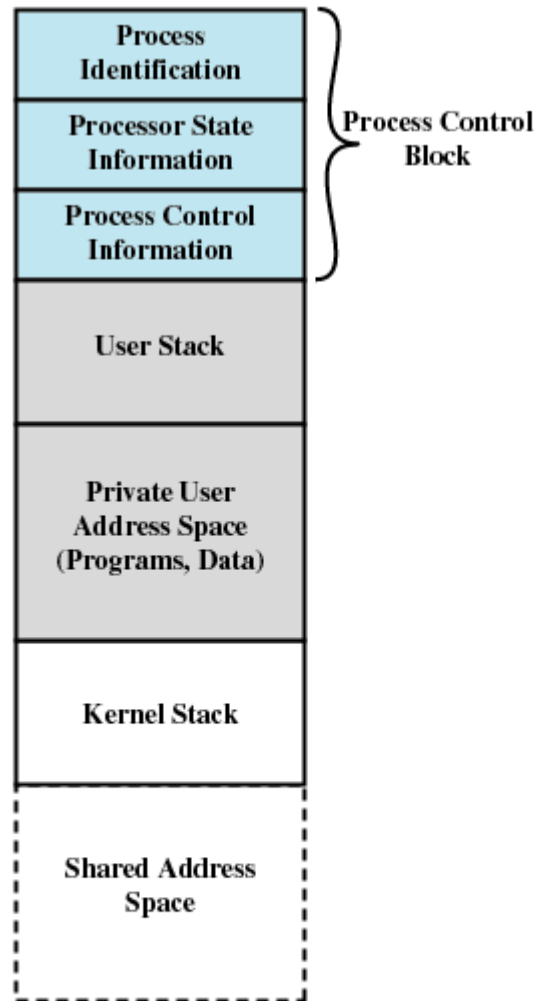 Process
Identification
Processor State
Information
Process Control
Information
Process Control
Block
User Stack
Private User
Address Space
(Programs, Data)
Kernel Stack
Shared Address
Space